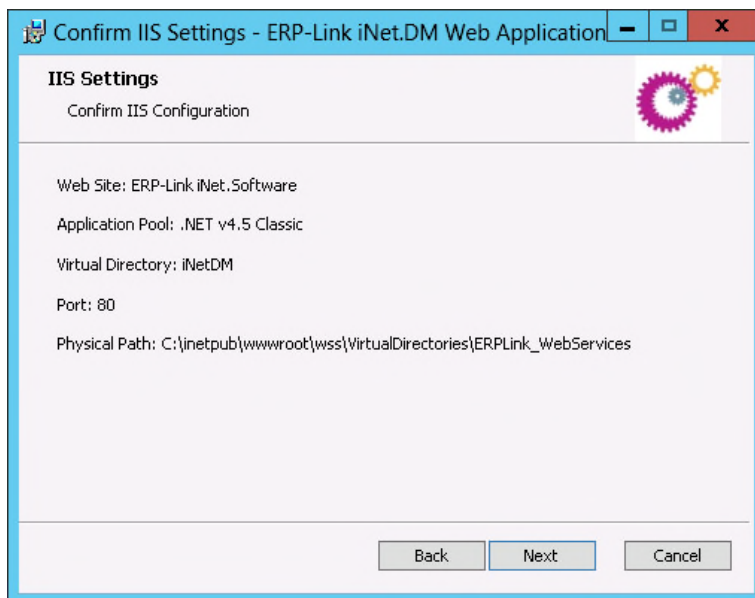 Confirm IIS Settings - ERP-Link iNet.DM Web Application
IIS Settings
Confirm IIS Configuration
Web Site: ERP-Link iNet.Software
Application Pool: .NET v4.5 Classic
Virtual Directory: iNetDM
Port: 80
Physical Path: C:\inetpub\wwwroot\wss\VirtualDirectories\ERPLink_WebServices
Back Next Cancel